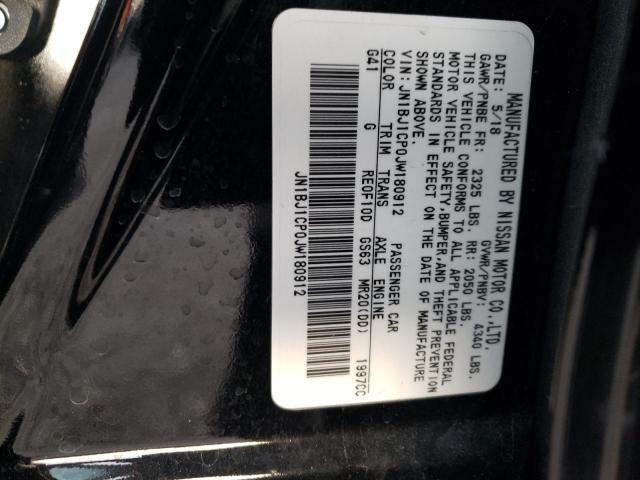 MANUFACTURED BY NISSAN MOTOR CO.,LTD.
DATE: 5/18 GVWR/PNBV: 4340 LBS.
GAWR/PNBE FR: 2325 LBS. RR: 2050 LBS.
THIS VEHICLE CONFORMS TO ALL APPLICABLE FEDERAL
MOTOR VEHICLE SAFETY,BUMPER,AND THEFT PREVENTION
STANDARDS IN EFFECT ON THE DATE OF MANUFACTURE
SHOWN ABOVE.
VIN:JN1BJ1CP0JW180912 PASSENGER CAR
COLOR TRIM TRANS AXLE ENGINE
G41 G RE0F10D GS63 MR20(DD) 1997CC
JN1BJ1CP0JW180912